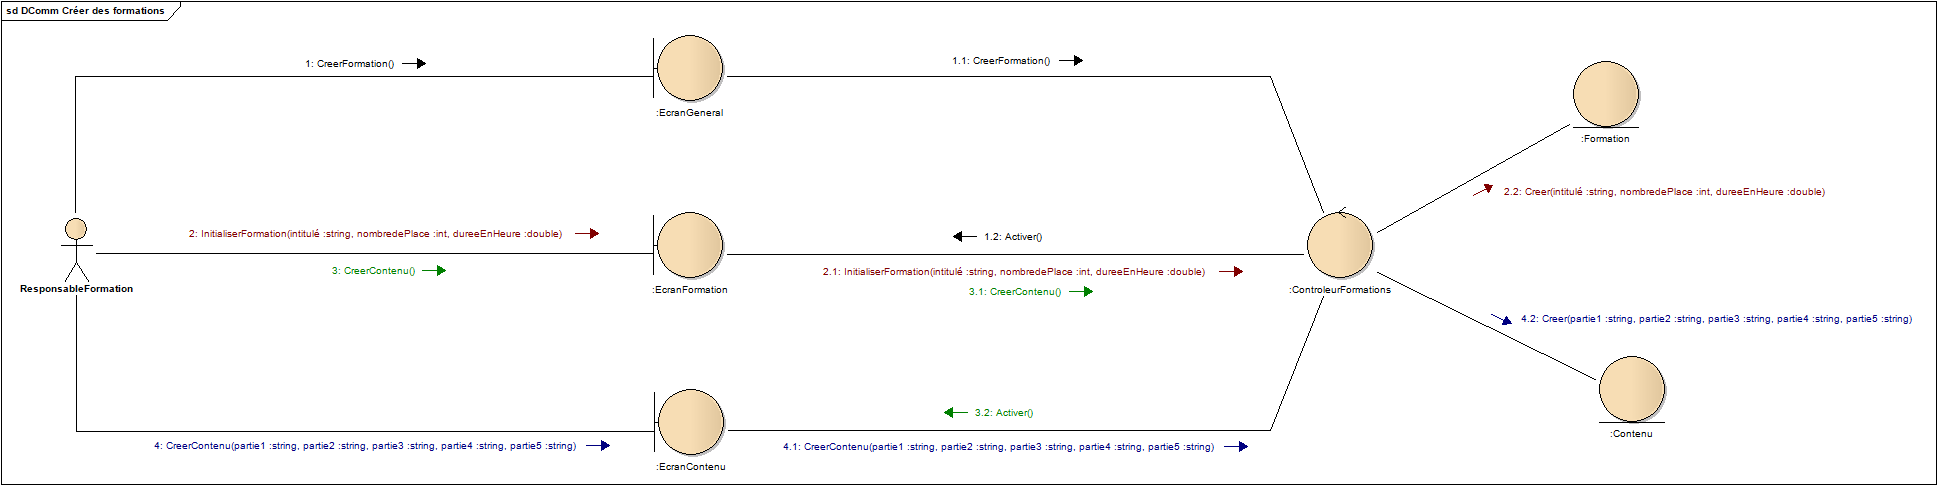 sd DComm Créer des formations
1: CreerFormation()
1.1: CreerFormation()
:EcranGeneral
:Formation
2.2: Creer(intitulé :string, nombredePlace :int, dureeEnHeure :double)
2: InitialiserFormation(intitulé :string, nombredePlace :int, dureeEnHeure :double)
1.2: Activer()
3: CreerContenu()
2.1: InitialiserFormation(intitulé :string, nombredePlace :int, dureeEnHeure :double)
ResponsableFormation
:EcranFormation
3.1: CreerContenu()
:ControleurFormations
4.2: Creer(partie1 :string, partie2 :string, partie3 :string, partie4 :string, partie5 :string)
3.2: Activer()
:Contenu
4: CreerContenu(partie1 :string, partie2 :string, partie3 :string, partie4 :string, partie5 :string)
4.1: CreerContenu(partie1 :string, partie2 :string, partie3 :string, partie4 :string, partie5 :string)
:EcranContenu